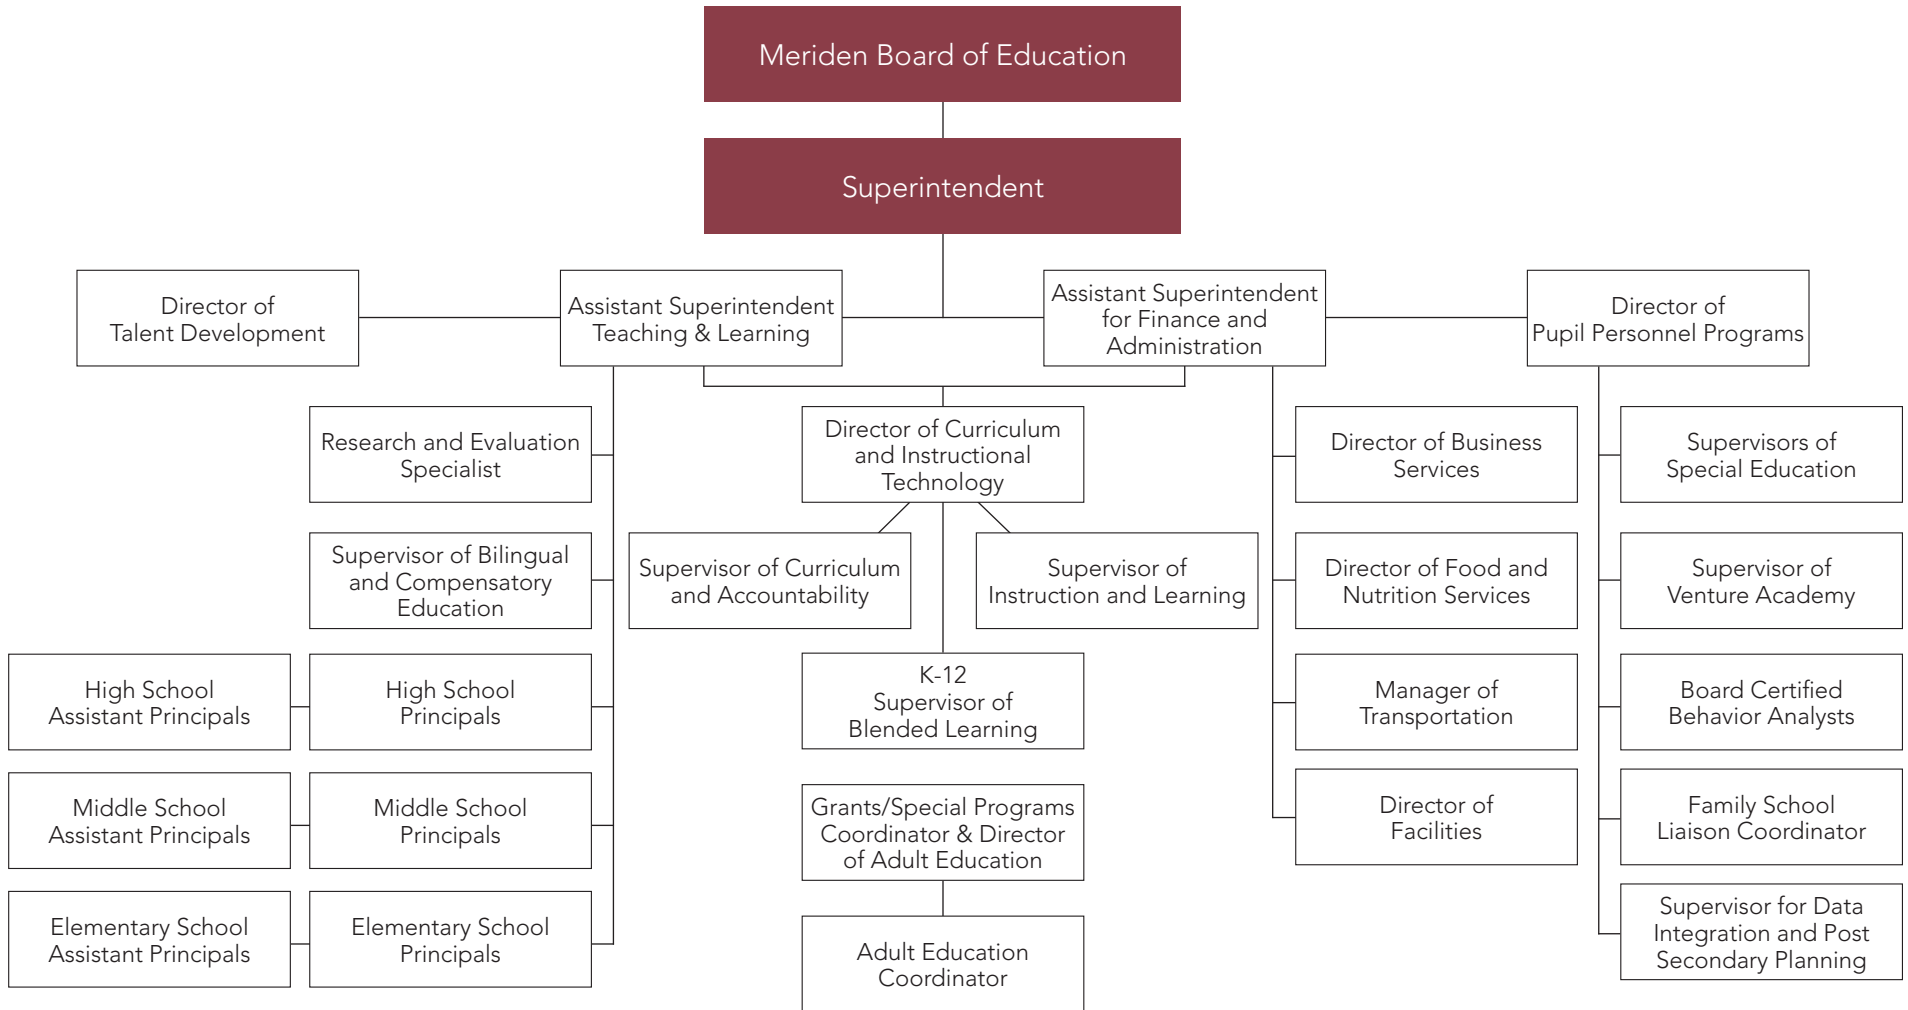 Meriden Board of Education
Superintendent
Director of
Talent Development
Assistant Superintendent
Teaching & Learning
Assistant Superintendent
for Finance and
Administration
Director of
Pupil Personnel Programs
Research and Evaluation
Specialist
Director of Curriculum
and Instructional
Technology
Director of Business
Services
Supervisors of
Special Education
Supervisor of Bilingual
and Compensatory
Education
Supervisor of Curriculum
and Accountability
Supervisor of
Instruction and Learning
Director of Food and
Nutrition Services
Supervisor of
Venture Academy
High School
Assistant Principals
High School
Principals
K-12
Supervisor of
Blended Learning
Manager of
Transportation
Board Certified
Behavior Analysts
Middle School
Assistant Principals
Middle School
Principals
Grants/Special Programs
Coordinator & Director
of Adult Education
Director of
Facilities
Family School
Liaison Coordinator
Elementary School
Assistant Principals
Elementary School
Principals
Adult Education
Coordinator
Supervisor for Data
Integration and Post
Secondary Planning